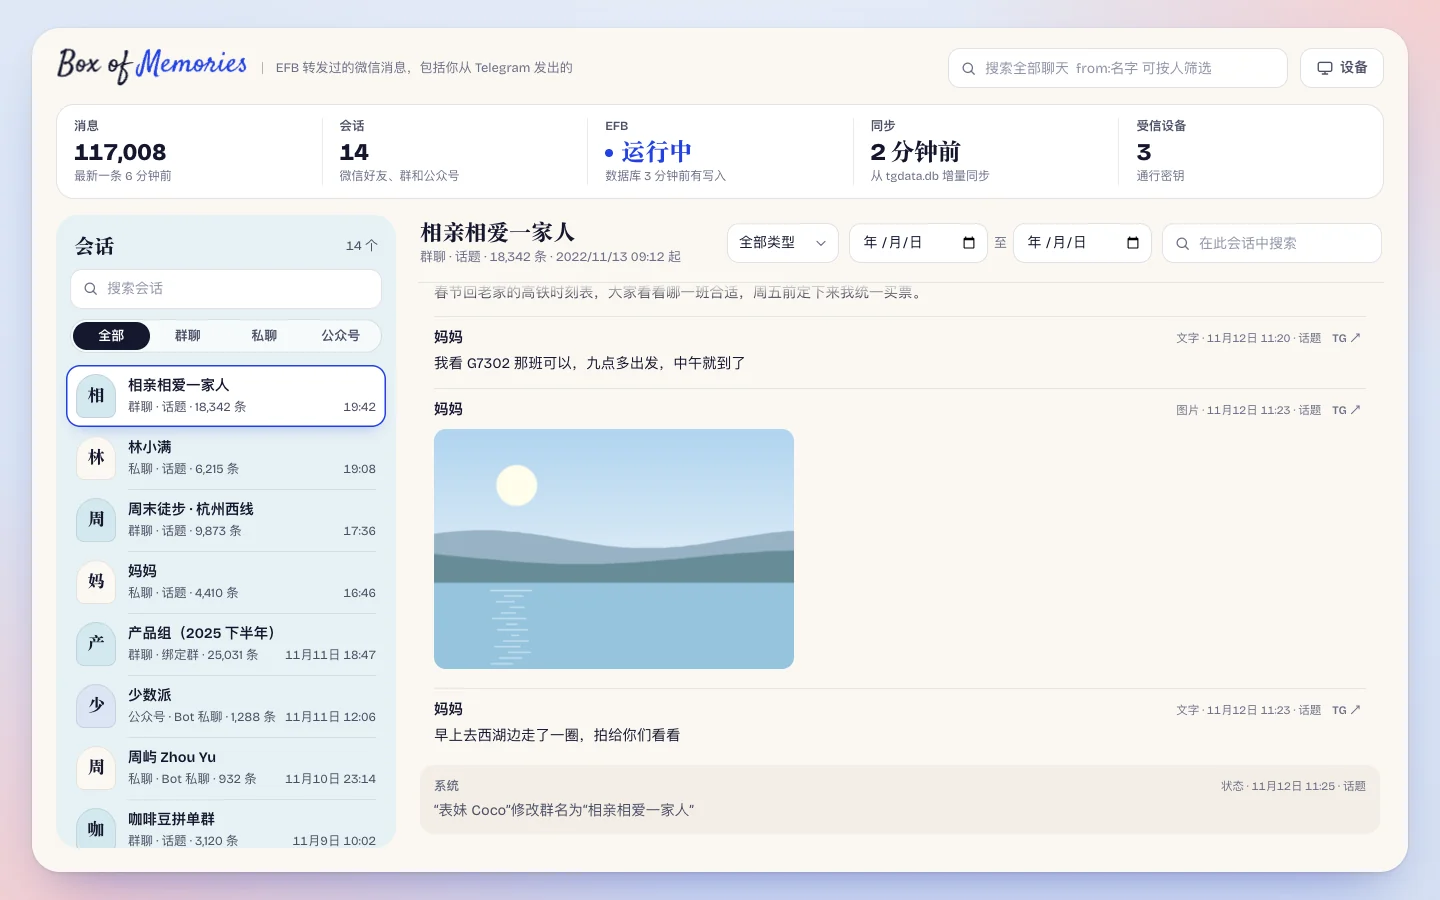 Box of Memories
EFB 转发过的微信消息，包括你从 Telegram 发出的
搜索全部聊天 from:名字 可按人筛选
设备
消息
117,008
最新一条 6 分钟前
会话
14
微信好友、群和公众号
EFB
运行中
数据库 3 分钟前有写入
同步
2 分钟前
从 tgdata.db 增量同步
受信设备
3
通行密钥
会话
14 个
搜索会话
全部
群聊
私聊
公众号
相
相亲相爱一家人
群聊 · 话题 · 18,342 条
19:42
林
林小满
私聊 · 话题 · 6,215 条
19:08
周
周末徒步 · 杭州西线
群聊 · 话题 · 9,873 条
17:36
妈
妈妈
私聊 · 话题 · 4,410 条
16:46
产
产品组（2025 下半年）
群聊 · 绑定群 · 25,031 条
11月11日 18:47
少
少数派
公众号 · Bot 私聊 · 1,288 条
11月11日 12:06
周
周屿 Zhou Yu
私聊 · Bot 私聊 · 932 条
11月10日 23:14
咖
咖啡豆拼单群
群聊 · 话题 · 3,120 条
11月9日 10:02
相亲相爱一家人
群聊 · 话题 · 18,342 条 · 2022/11/13 09:12 起
全部类型
年 /月/日
至
年 /月/日
在此会话中搜索
春节回老家的高铁时刻表，大家看看哪一班合适，周五前定下来我统一买票。
妈妈
文字 · 11月12日 11:20 · 话题
TG ↗
我看 G7302 那班可以，九点多出发，中午就到了
妈妈
图片 · 11月12日 11:23 · 话题
TG ↗
妈妈
文字 · 11月12日 11:23 · 话题
TG ↗
早上去西湖边走了一圈，拍给你们看看
系统
状态 · 11月12日 11:25 · 话题
“表妹 Coco”修改群名为“相亲相爱一家人”